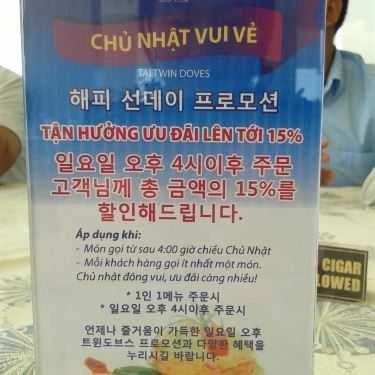 CHỦ NHẬT VUI VẺ
TAI TWIN DOVES
해피 선데이 프로모션
TẬN HƯỞNG ƯU ĐÃI LÊN TỚI 15%
일요일 오후 4시이후 주문
고객님께 총 금액의 15%를
할인해드립니다.
Áp dụng khi:
- Món gọi từ sau 4:00 giờ chiều Chủ Nhật
- Mỗi khách hàng gọi ít nhất một món.
Chủ nhật động vui, ưu đãi càng nhiều!
* 1인 1메뉴 주문시
* 일요일 오후 4시이후 주문시
언제나 즐거움이 가득한 일요일 오후
트윈도브스 프로모션과 다양한 혜택을
누리시길 바랍니다.
CIGAR
LOWED